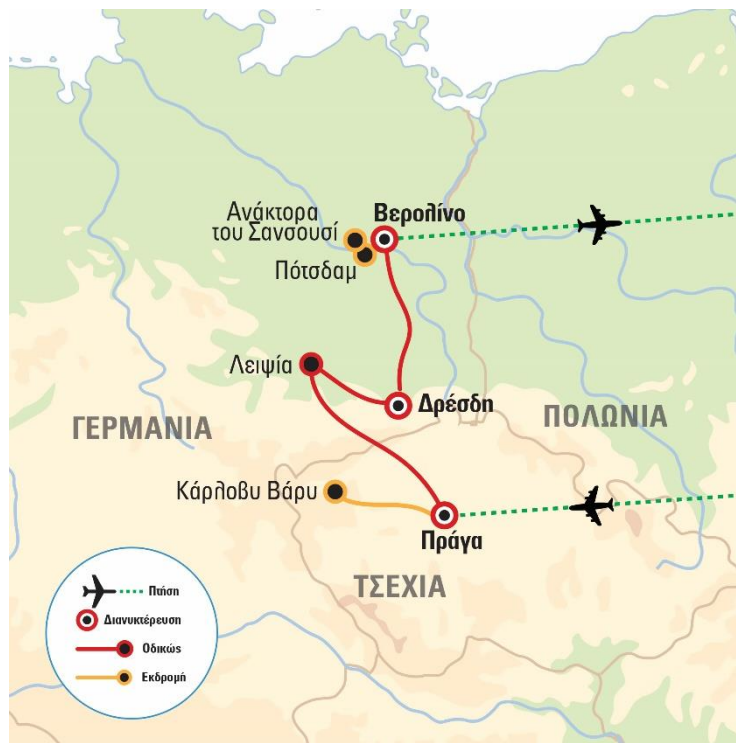 Ανάκτορα
του Σανσουσί
Βερολίνο
Πότσδαμ
Λειψία
Δρέσδη
ΓΕΡΜΑΝΙΑ
ΠΟΛΩΝΙΑ
Κάρλοβυ Βάρυ
Πράγα
ΤΣΕΧΙΑ
Πτήση
Διανυκτέρευση
Οδικώς
Εκδρομή